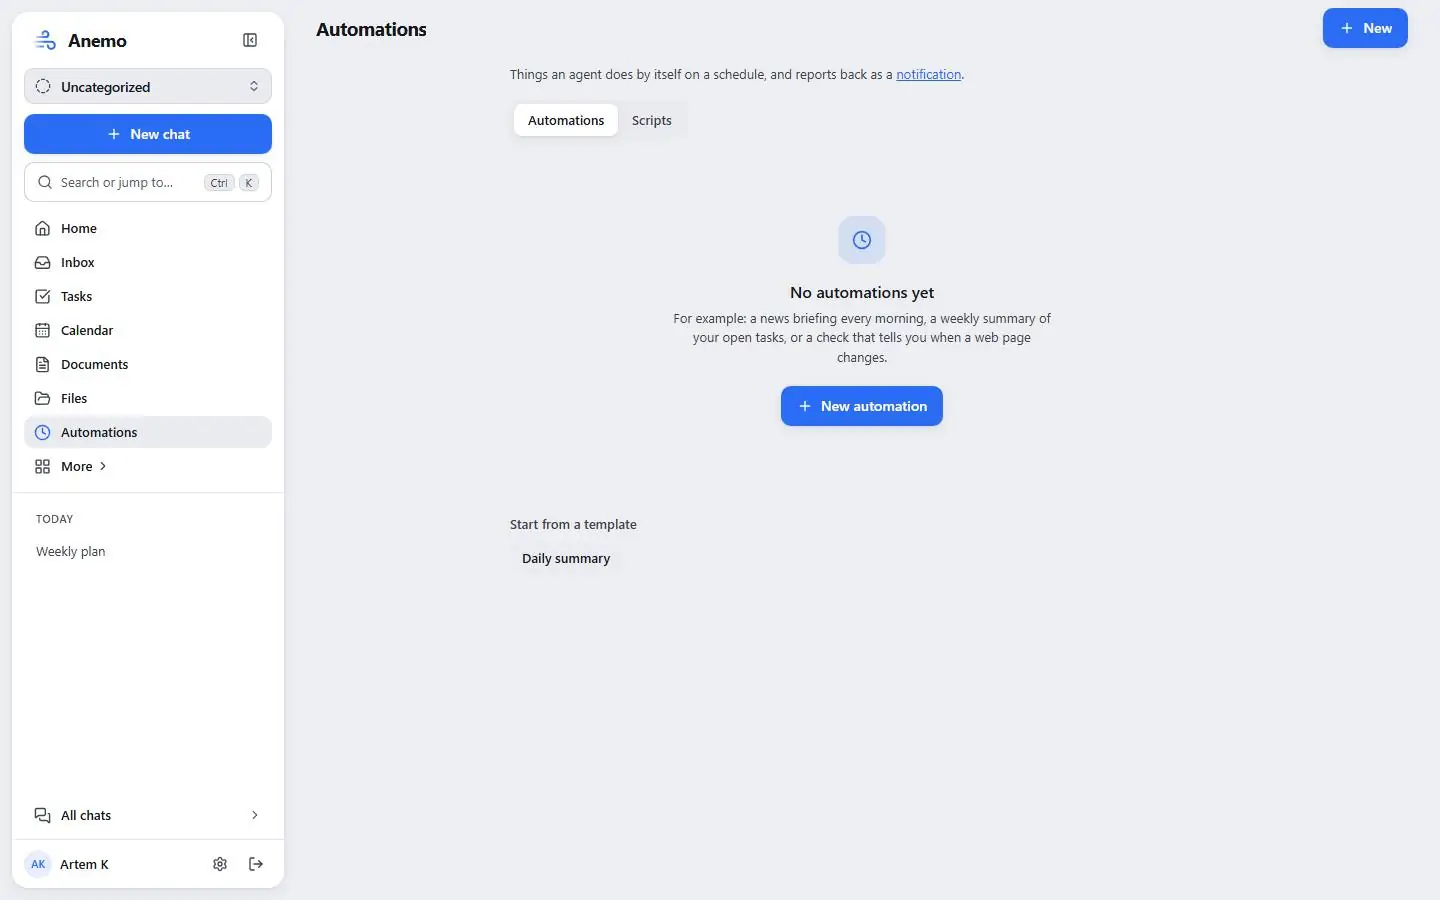 Anemo
Uncategorized
New chat
Search or jump to... Ctrl K
Home
Inbox
Tasks
Calendar
Documents
Files
Automations
More
TODAY
Weekly plan
All chats
AK Artem K
Automations
New
Things an agent does by itself on a schedule, and reports back as a notification.
Automations Scripts
No automations yet
For example: a news briefing every morning, a weekly summary of
your open tasks, or a check that tells you when a web page
changes.
New automation
Start from a template
Daily summary